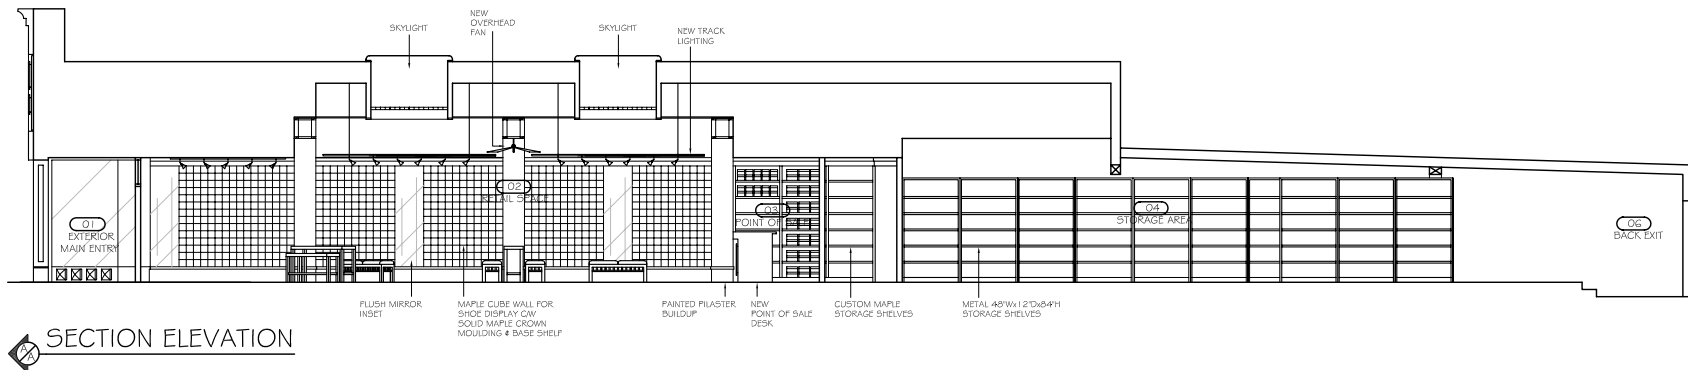 SKYLIGHT
NEW
OVERHEAD
FAN
SKYLIGHT
NEW TRACK
LIGHTING
01
EXTERIOR
MAIN ENTRY
02
RETAIL SPACE
03
POINT OF SALE
04
STORAGE AREA
06
BACK EXIT
FLUSH MIRROR
INSET
MAPLE CUBE WALL FOR
SHOE DISPLAY C/W
SOLID MAPLE CROWN
MOULDING & BASE SHELF
PAINTED PILASTER
BUILDUP
NEW
POINT OF SALE
DESK
CUSTOM MAPLE
STORAGE SHELVES
METAL 48"Wx12"Dx84"H
STORAGE SHELVES
SECTION ELEVATION
A
A